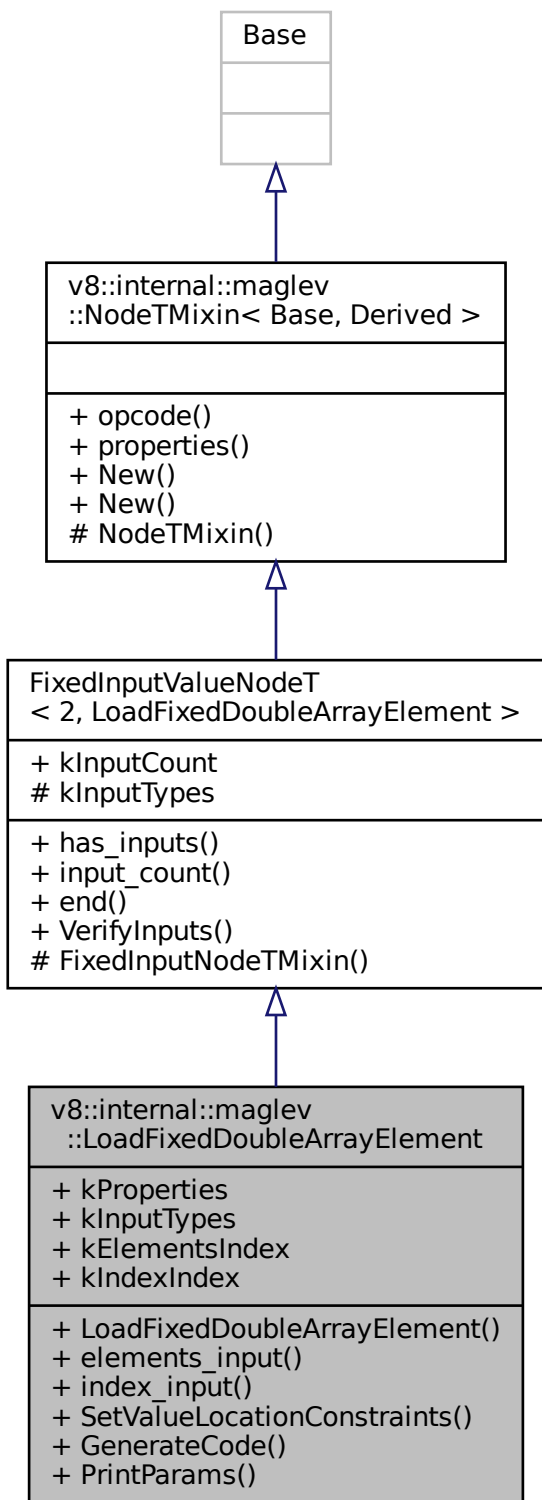 Base
v8::internal::maglev
::NodeTMixin< Base, Derived >
+ opcode()
+ properties()
+ New()
+ New()
# NodeTMixin()
FixedInputValueNodeT
< 2, LoadFixedDoubleArrayElement >
+ kInputCount
# kInputTypes
+ has_inputs()
+ input_count()
+ end()
+ VerifyInputs()
# FixedInputNodeTMixin()
v8::internal::maglev
::LoadFixedDoubleArrayElement
+ kProperties
+ kInputTypes
+ kElementsIndex
+ kIndexIndex
+ LoadFixedDoubleArrayElement()
+ elements_input()
+ index_input()
+ SetValueLocationConstraints()
+ GenerateCode()
+ PrintParams()